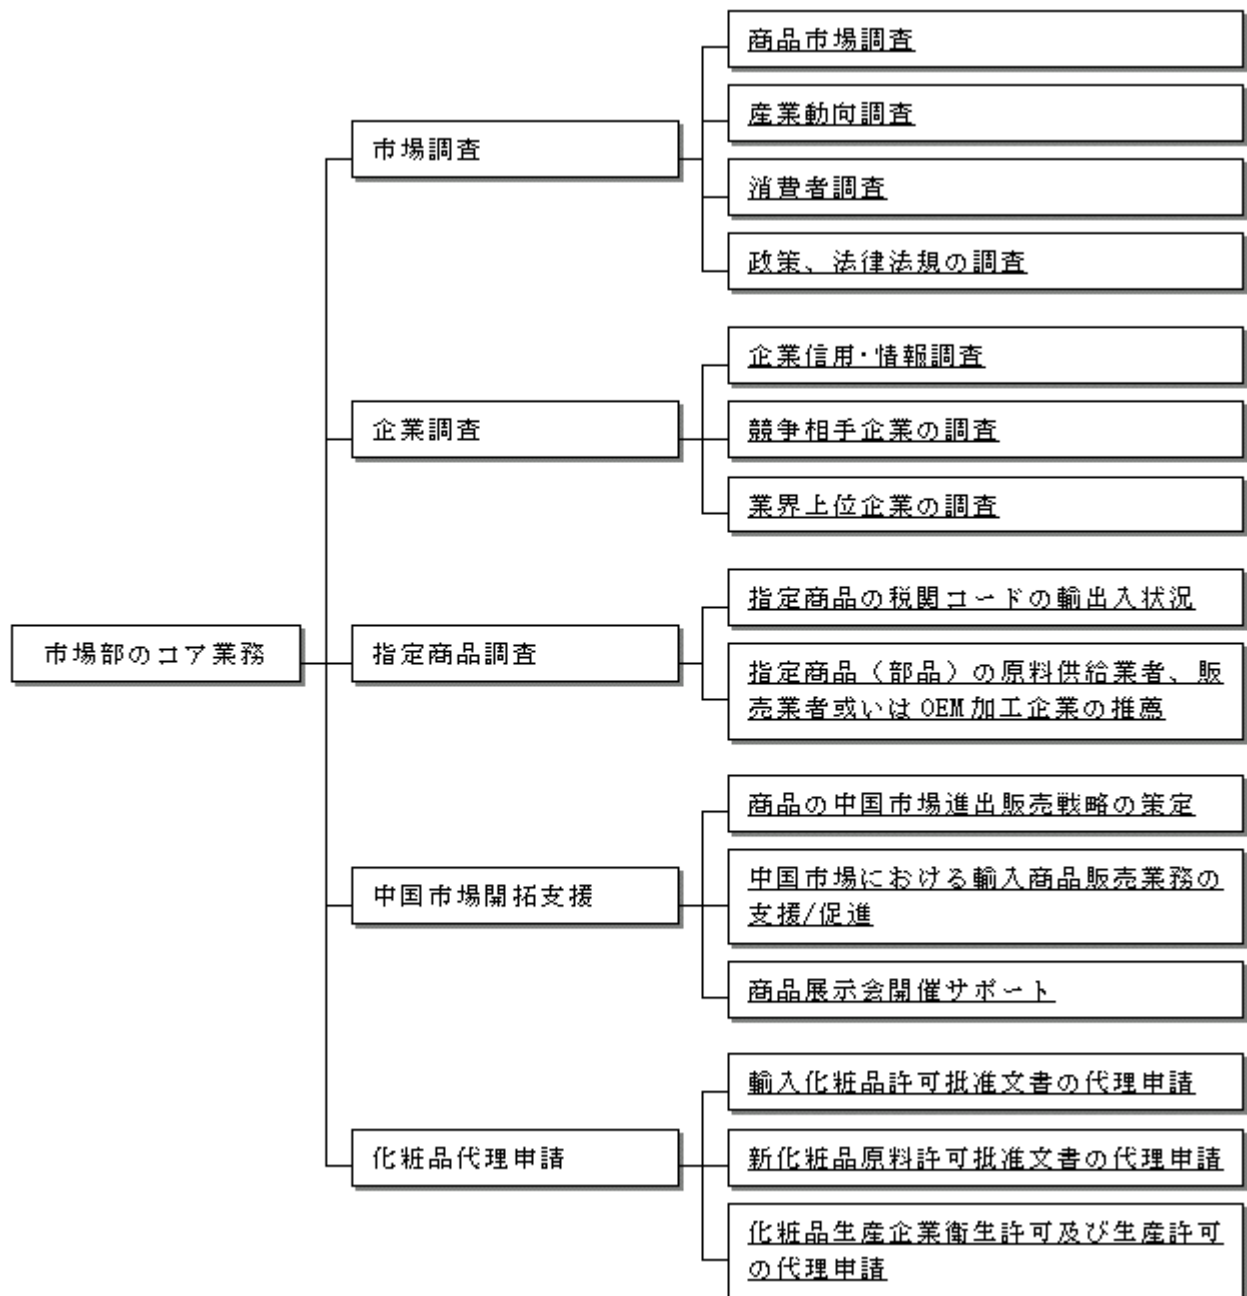 市場部のコア業務
市場調査
商品市場調査
産業動向調査
消費者調査
政策、法律法規の調査
企業調査
企業信用・情報調査
競争相手企業の調査
業界上位企業の調査
指定商品調査
指定商品の税関コードの輸出入状況
指定商品（部品）の原料供給業者、販
売業者或いはOEM加工企業の推薦
中国市場開拓支援
商品の中国市場進出販売戦略の策定
中国市場における輸入商品販売業務の
支援/促進
商品展示会開催サポート
化粧品代理申請
輸入化粧品許可批准文書の代理申請
新化粧品原料許可批准文書の代理申請
化粧品生産企業衛生許可及び生産許可
の代理申請